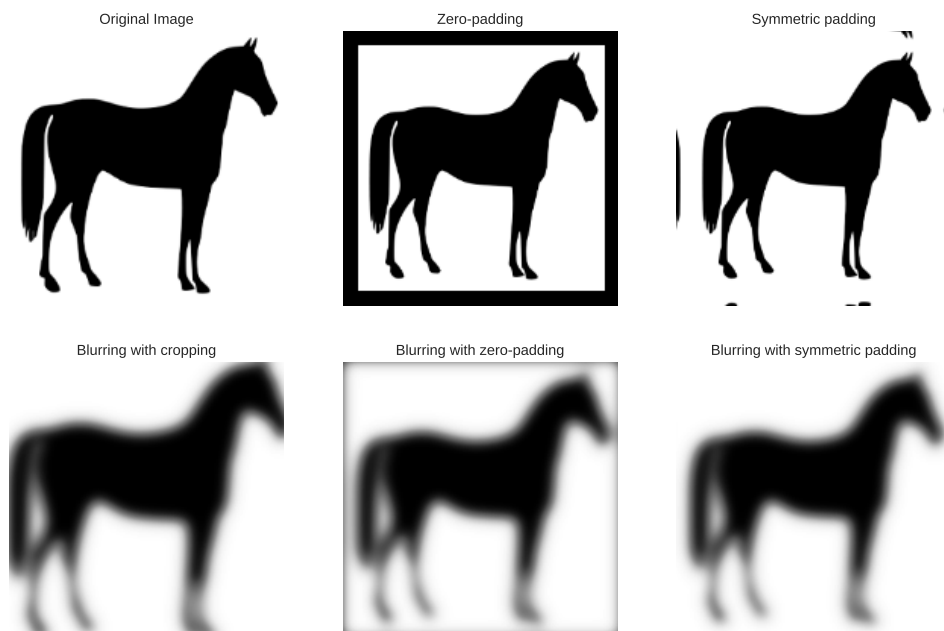 Original Image
Zero-padding
Symmetric padding
Blurring with cropping
Blurring with zero-padding
Blurring with symmetric padding